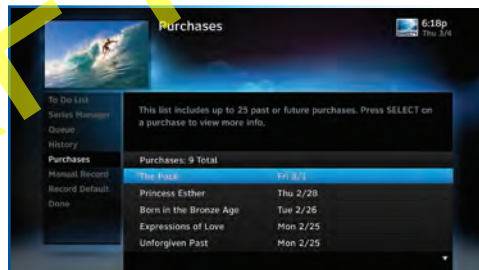 Purchases
6:18p
Thu 3/4
To Do List
Series Manager
Queue
History
Purchases
Manual Record
Record Default
Done
This list includes up to 25 past or future purchases. Press SELECT on
a purchase to view more info.
Purchases: 9 Total
The Pack Fri 8/1
Princess Esther Thu 2/28
Born in the Bronze Age Tue 2/26
Expressions of Love Mon 2/25
Unforgiven Past Mon 2/25